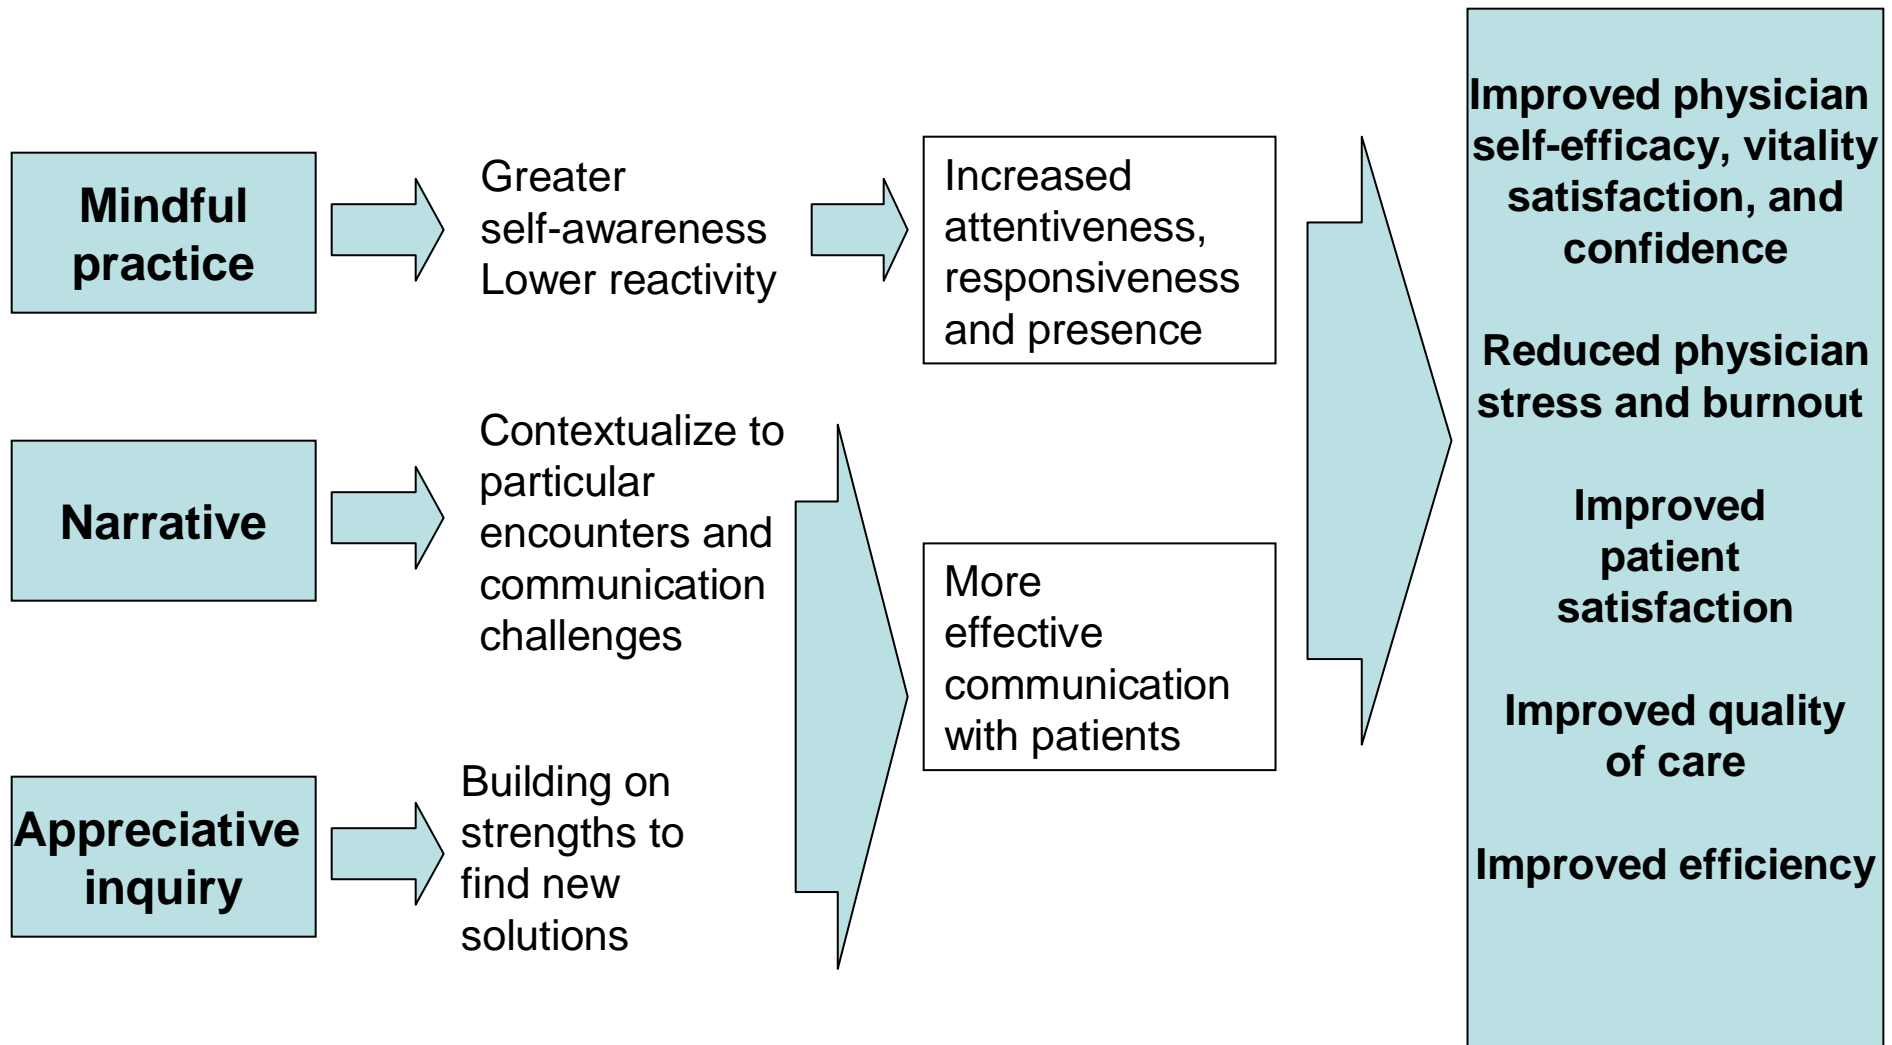 Mindful
practice
Greater
self-awareness
Lower reactivity
Increased
attentiveness,
responsiveness
and presence
Narrative
Contextualize to
particular
encounters and
communication
challenges
Appreciative
inquiry
Building on
strengths to
find new
solutions
More
effective
communication
with patients
Improved physician
self-efficacy, vitality
satisfaction, and
confidence
Reduced physician
stress and burnout
Improved
patient
satisfaction
Improved quality
of care
Improved efficiency